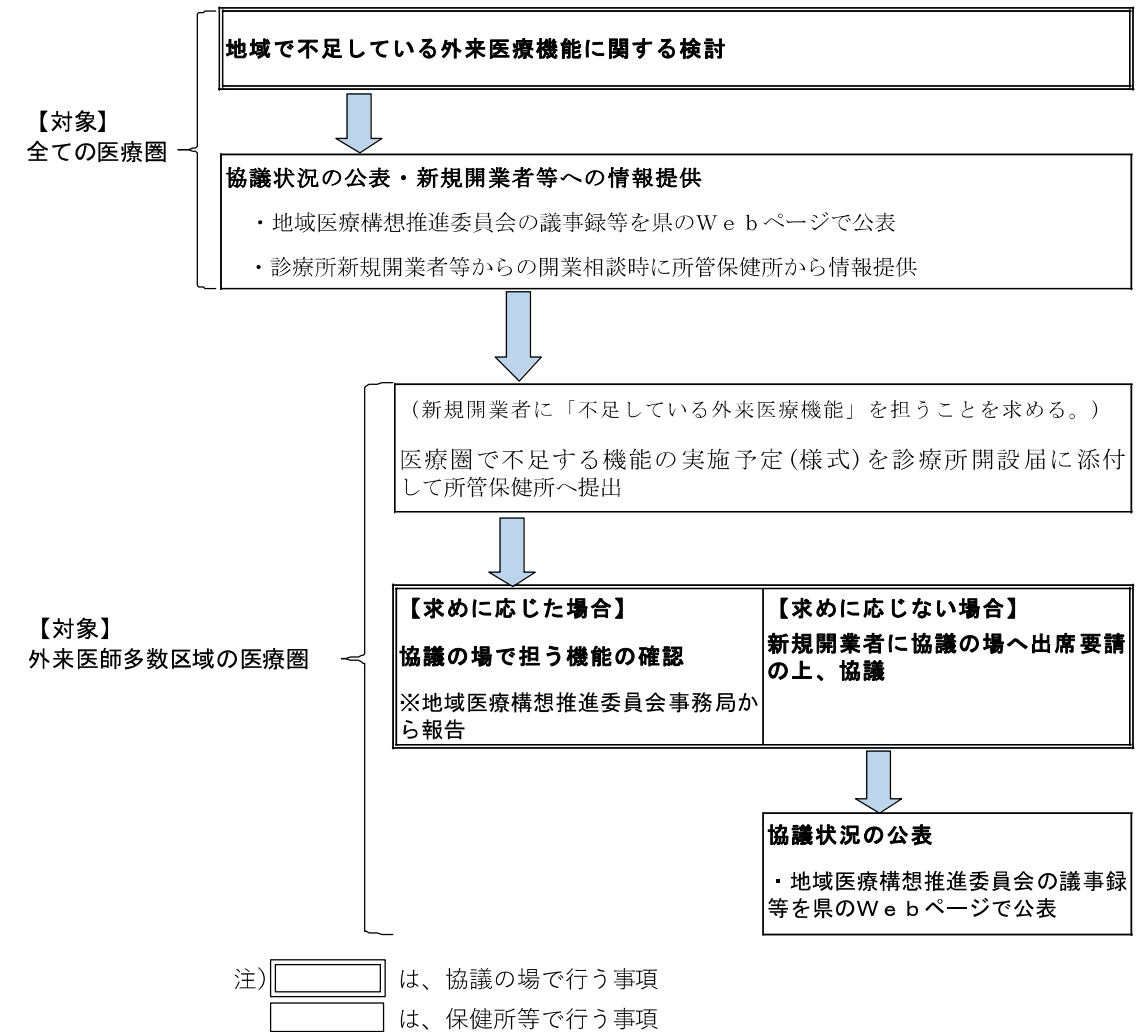 地域で不足している外来医療機能に関する検討
【対象】
全ての医療圏
協議状況の公表・新規開業者等への情報提供
・地域医療構想推進委員会の議事録等を県のＷｅｂページで公表
・診療所新規開業者等からの開業相談時に所管保健所から情報提供
（新規開業者に「不足している外来医療機能」を担うことを求める。）
医療圏で不足する機能の実施予定(様式)を診療所開設届に添付
して所管保健所へ提出
【対象】
外来医師多数区域の医療圏
【求めに応じた場合】
協議の場で担う機能の確認
※地域医療構想推進委員会事務局か
ら報告
【求めに応じない場合】
新規開業者に協議の場へ出席要請
の上、協議
協議状況の公表
・地域医療構想推進委員会の議事録
等を県のＷｅｂページで公表
注) は、協議の場で行う事項
は、保健所等で行う事項